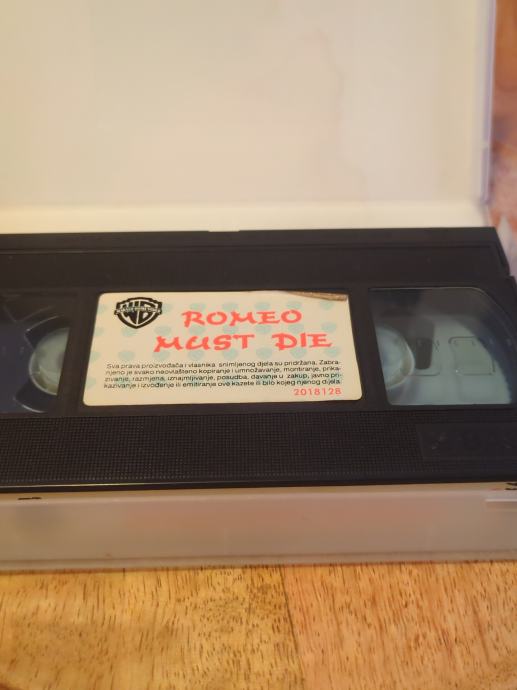 ROMEO
MUST DIE
Sva prava proizvođača i vlasnika snimljenog djela su pridržana. Zabra-
njeno je svako neovlašteno kopiranje i umnožavanje, montiranje, prika-
zivanje, razmjena, iznajmljivanje, posudba, davanje u zakup, javno pri-
kazivanje i izvođenje ili emitiranje ove kazete ili bilo kojeg njenog dijela.
2018128